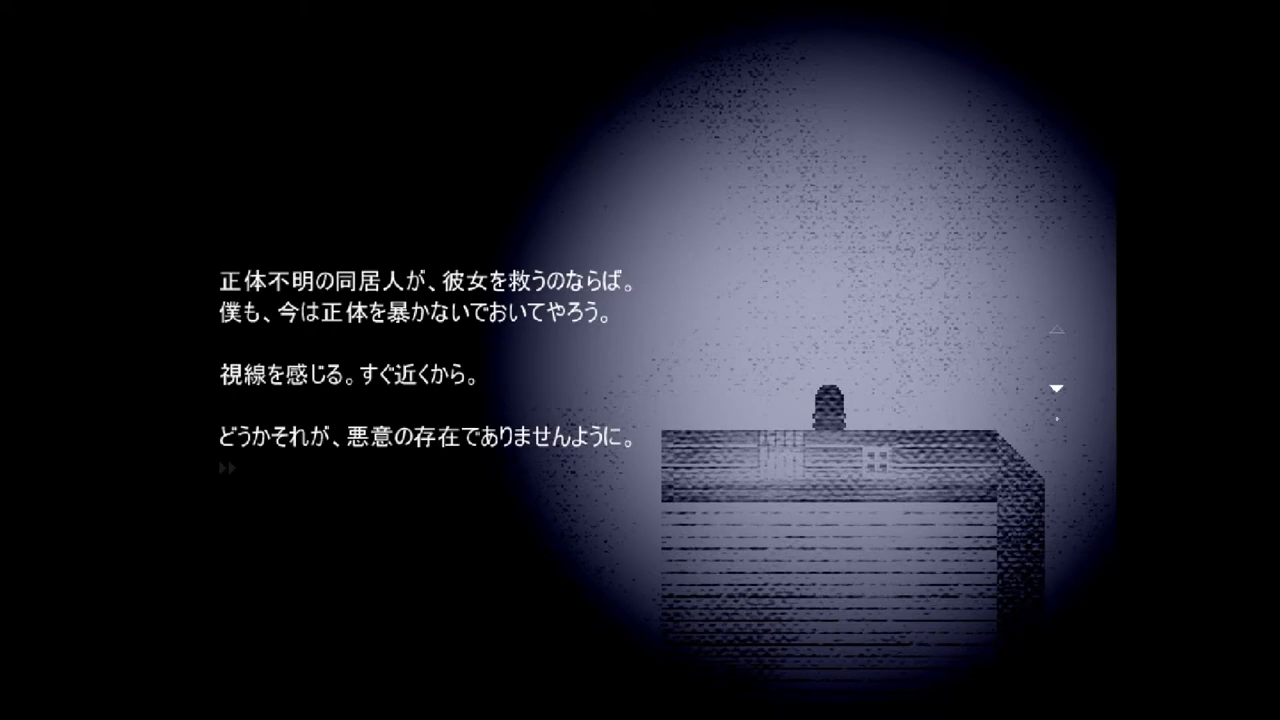 正体不明の同居人が、彼女を救うのならば。
僕も、今は正体を暴かないでおいてやろう。
視線を感じる。すぐ近くから。
どうかそれが、悪意の存在でありませんように。